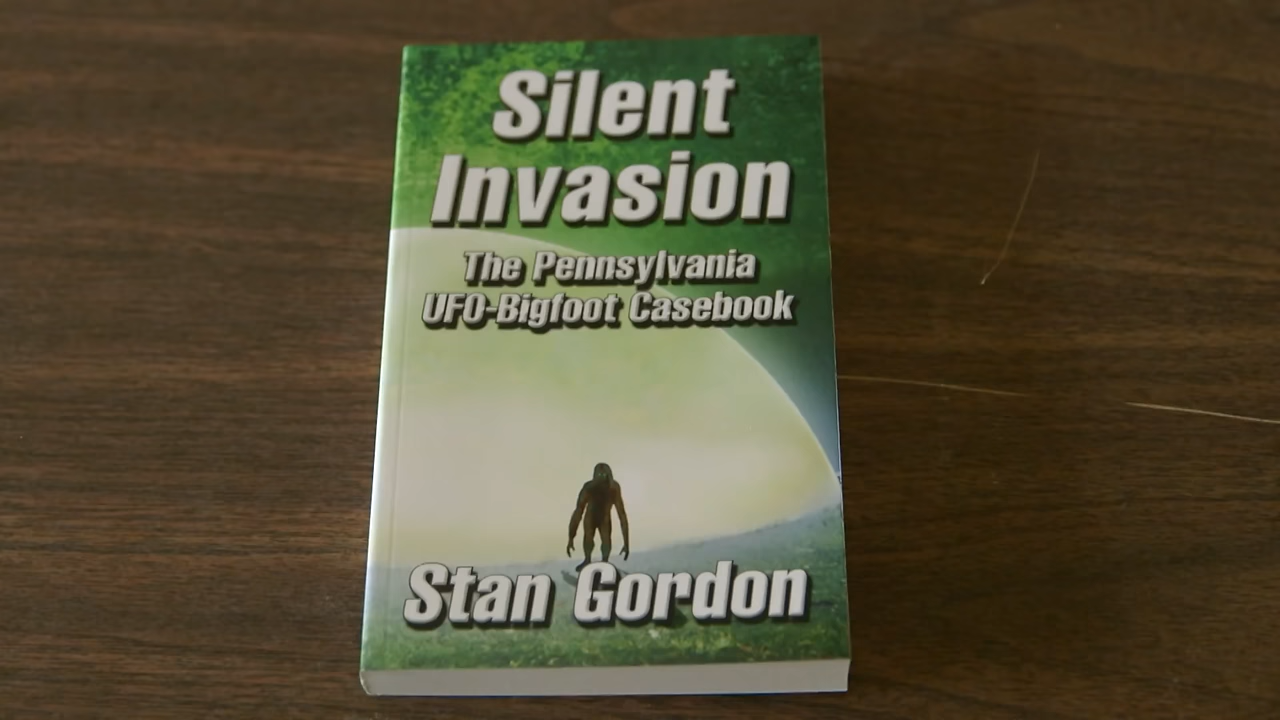 Silent
Invasion
The Pennsylvania
UFO-Bigfoot Casebook
Stan Gordon